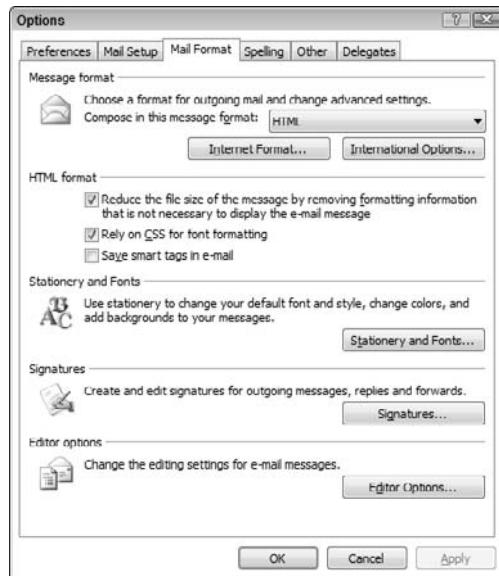 Options
Preferences Mail Setup Mail Format Spelling Other Delegates
Message format
Choose a format for outgoing mail and change advanced settings.
Compose in this message format: HTML
Internet Format... International Options...
HTML format
Reduce the file size of the message by removing formatting information
that is not necessary to display the e-mail message
Rely on CSS for font formatting
Save smart tags in e-mail
Stationery and Fonts
Use stationery to change your default font and style, change colors, and
add backgrounds to your messages.
Stationery and Fonts...
Signatures
Create and edit signatures for outgoing messages, replies and forwards.
Signatures...
Editor options
Change the editing settings for e-mail messages.
Editor Options...
OK Cancel Apply